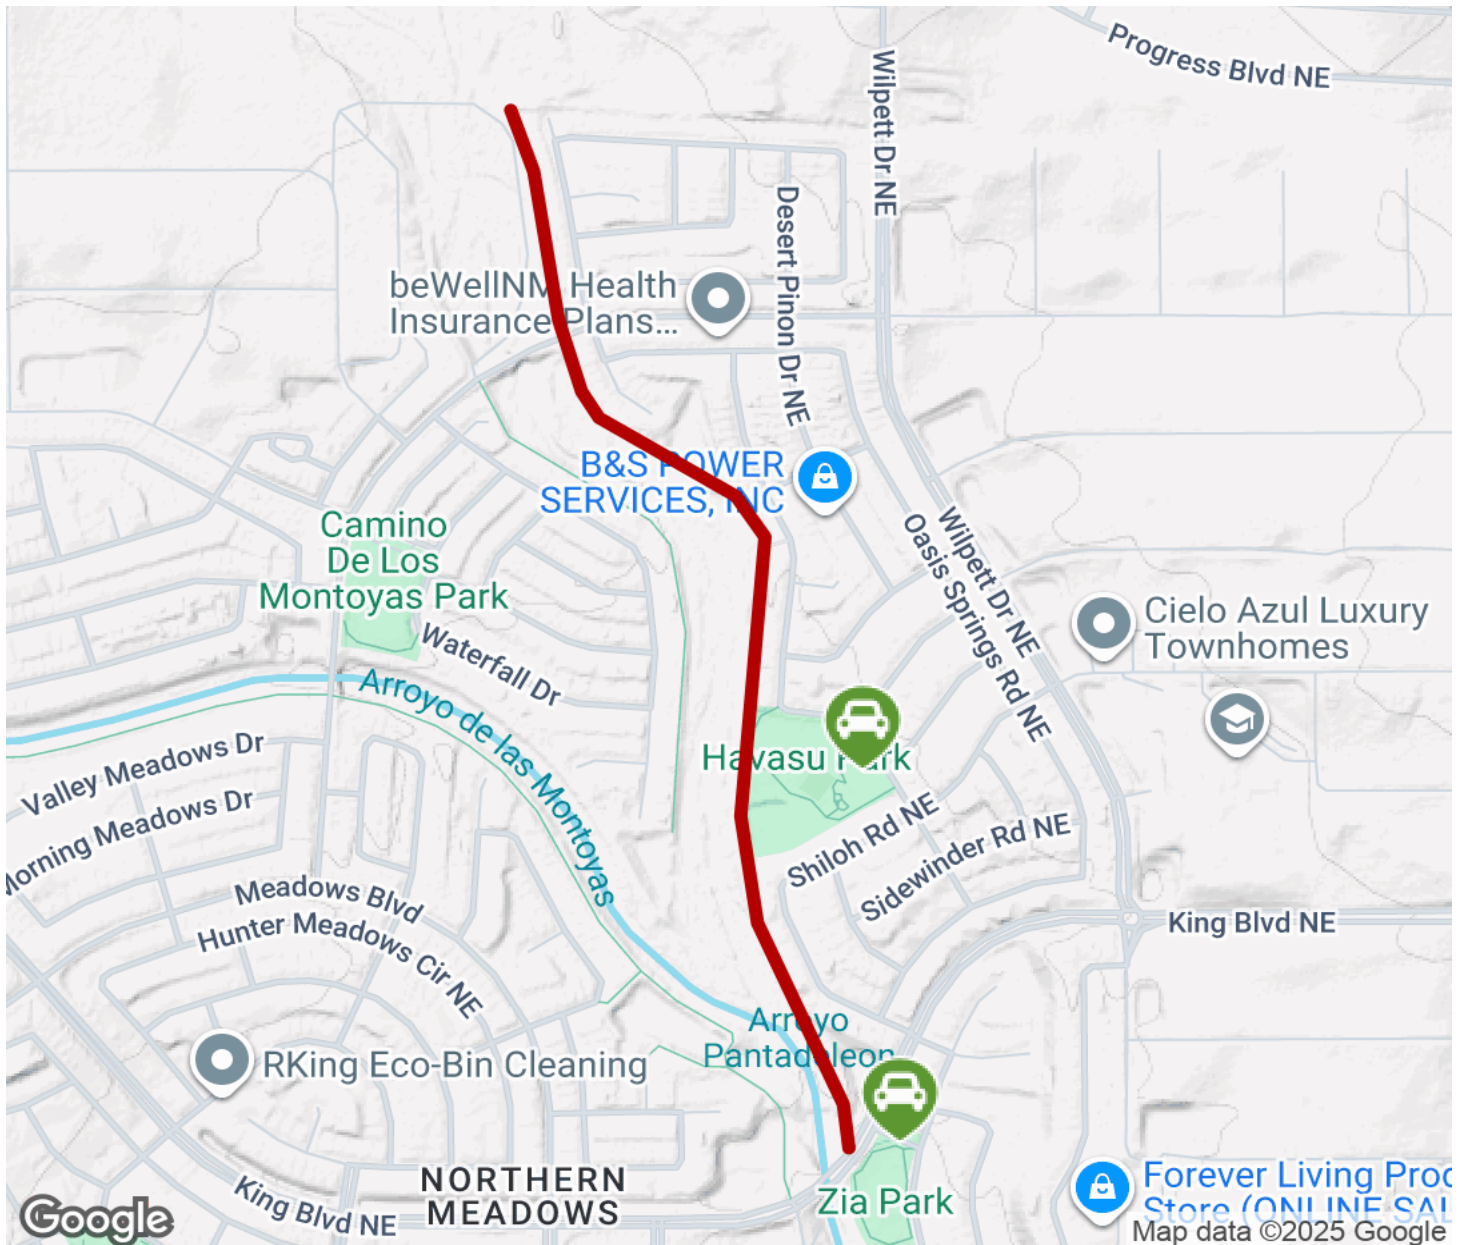 Progress Blvd NE
Wilpett Dr NE
Desert Pinon Dr NE
beWellNM Health
Insurance Plans...
B&S POWER
SERVICES, INC
Camino
De Los
Montoyas Park
Oasis Springs Rd NE
Wilpett Dr NE
Cielo Azul Luxury
Townhomes
Waterfall Dr
Arroyo de las Montoyas
Valley Meadows Dr
Morning Meadows Dr
Havasu Park
Shiloh Rd NE
Sidewinder Rd NE
Meadows Blvd
Hunter Meadows Cir NE
King Blvd NE
Arroyo
Pantadeleon
RKing Eco-Bin Cleaning
NORTHERN
MEADOWS
King Blvd NE
Zia Park
Forever Living Proc
Store (ONLINE SAL
Google
Map data ©2025 Google